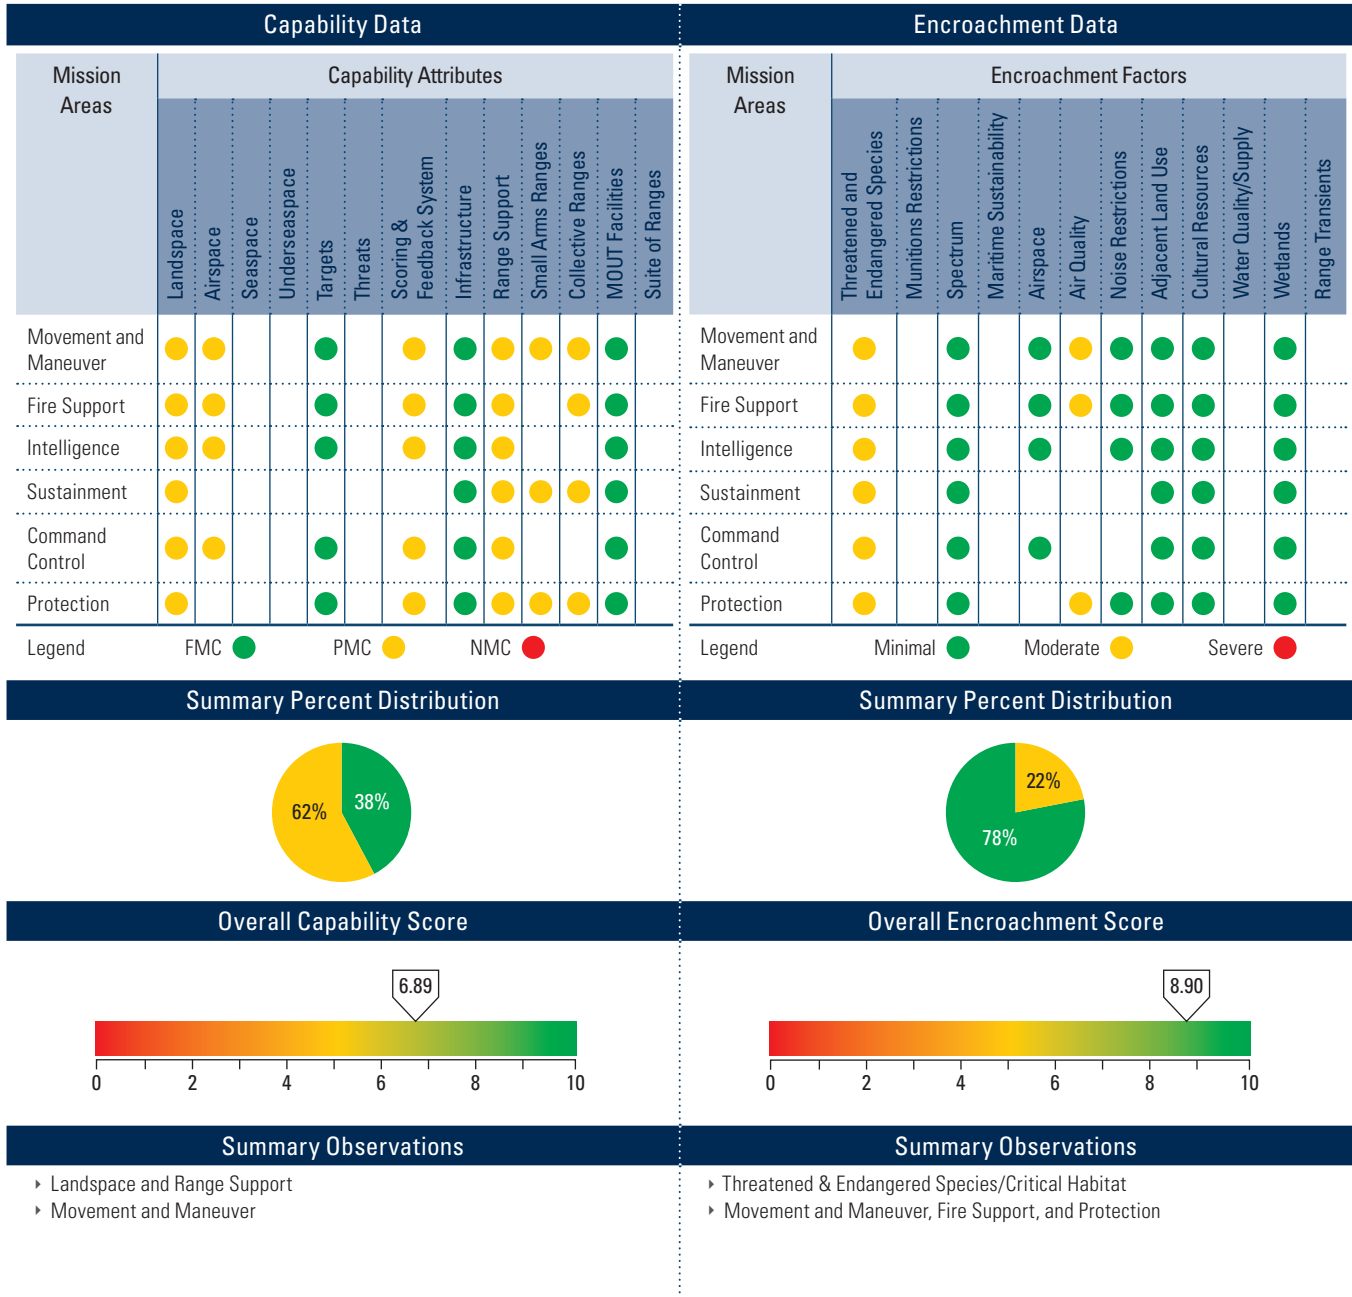 Capability Data
Mission
Areas
Capability Attributes
Landspace
Airspace
Seaspace
Underseaspace
Targets
Threats
Scoring &
Feedback System
Infrastructure
Range Support
Small Arms Ranges
Collective Ranges
MOUT Facilities
Suite of Ranges
Movement and
Maneuver
Fire Support
Intelligence
Sustainment
Command
Control
Protection
Legend
FMC
PMC
NMC
Summary Percent Distribution
62%
38%
Overall Capability Score
6.89
0 2 4 6 8 10
Summary Observations
‣ Landspace and Range Support
‣ Movement and Maneuver
Encroachment Data
Mission
Areas
Encroachment Factors
Threatened and
Endangered Species
Munitions Restrictions
Spectrum
Maritime Sustainability
Airspace
Air Quality
Noise Restrictions
Adjacent Land Use
Cultural Resources
Water Quality/Supply
Wetlands
Range Transients
Movement and
Maneuver
Fire Support
Intelligence
Sustainment
Command
Control
Protection
Legend
Minimal
Moderate
Severe
Summary Percent Distribution
22%
78%
Overall Encroachment Score
8.90
0 2 4 6 8 10
Summary Observations
‣ Threatened & Endangered Species/Critical Habitat
‣ Movement and Maneuver, Fire Support, and Protection